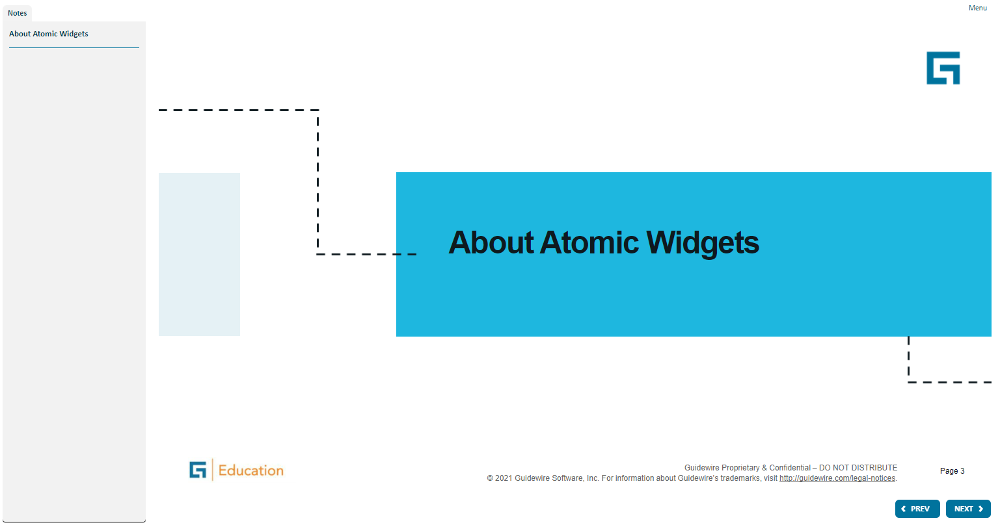 Notes
Menu
About Atomic Widgets
About Atomic Widgets
Education
Guidewire Proprietary & Confidential – DO NOT DISTRIBUTE
© 2021 Guidewire Software, Inc. For information about Guidewire's trademarks, visit http://guidewire.com/legal-notices.
Page 3
PREV
NEXT